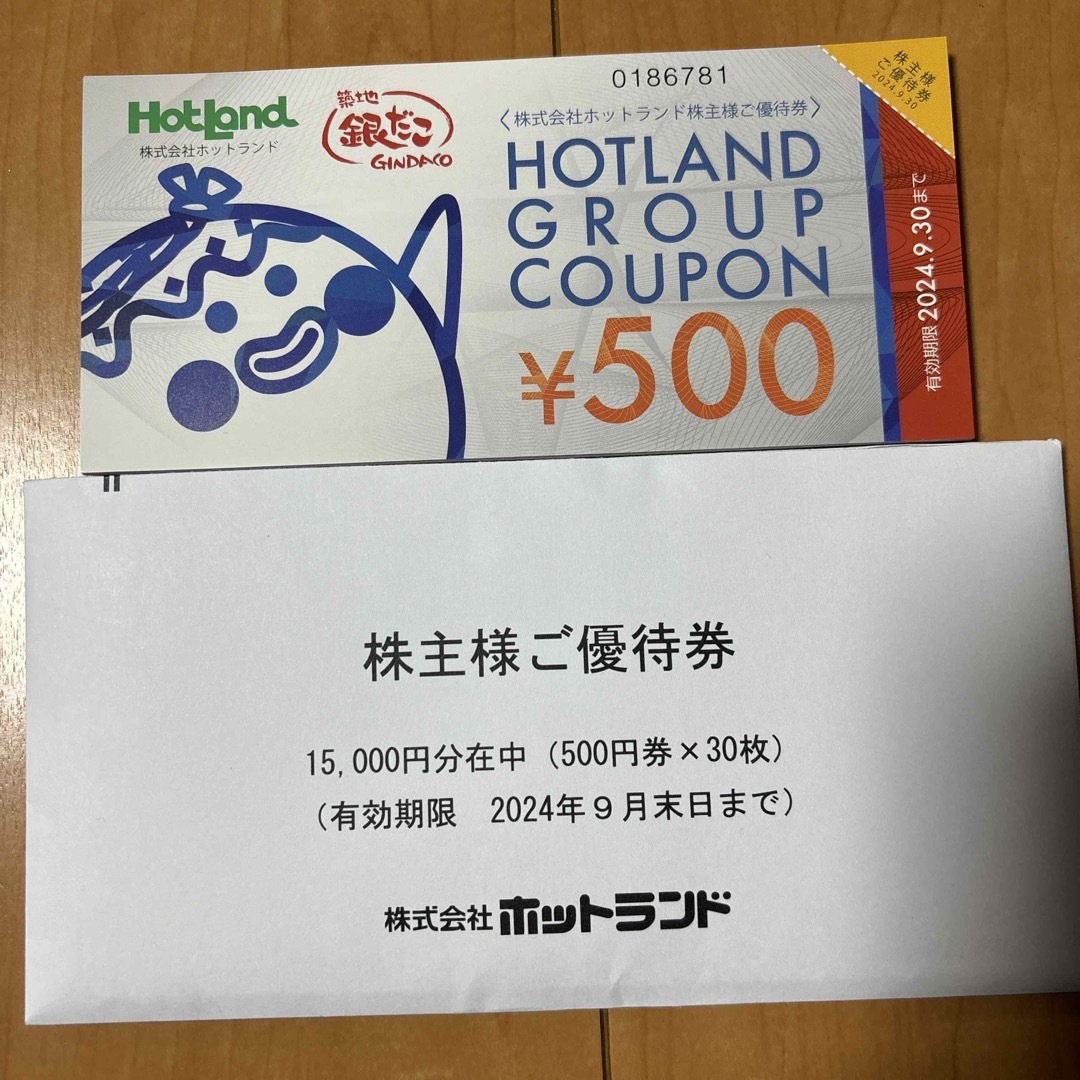 HotLand
株式会社ホットランド
築地
銀だこ
GINDACO
0186781
〈株式会社ホットランド株主様ご優待券〉
HOTLAND
GROUP
COUPON
¥500
株主様
ご優待券
2024.9.30
有効期限 2024.9.30まで
株主様ご優待券
15,000円分在中（500円券×30枚）
（有効期限　2024年９月末日まで）
株式会社 ホットランド